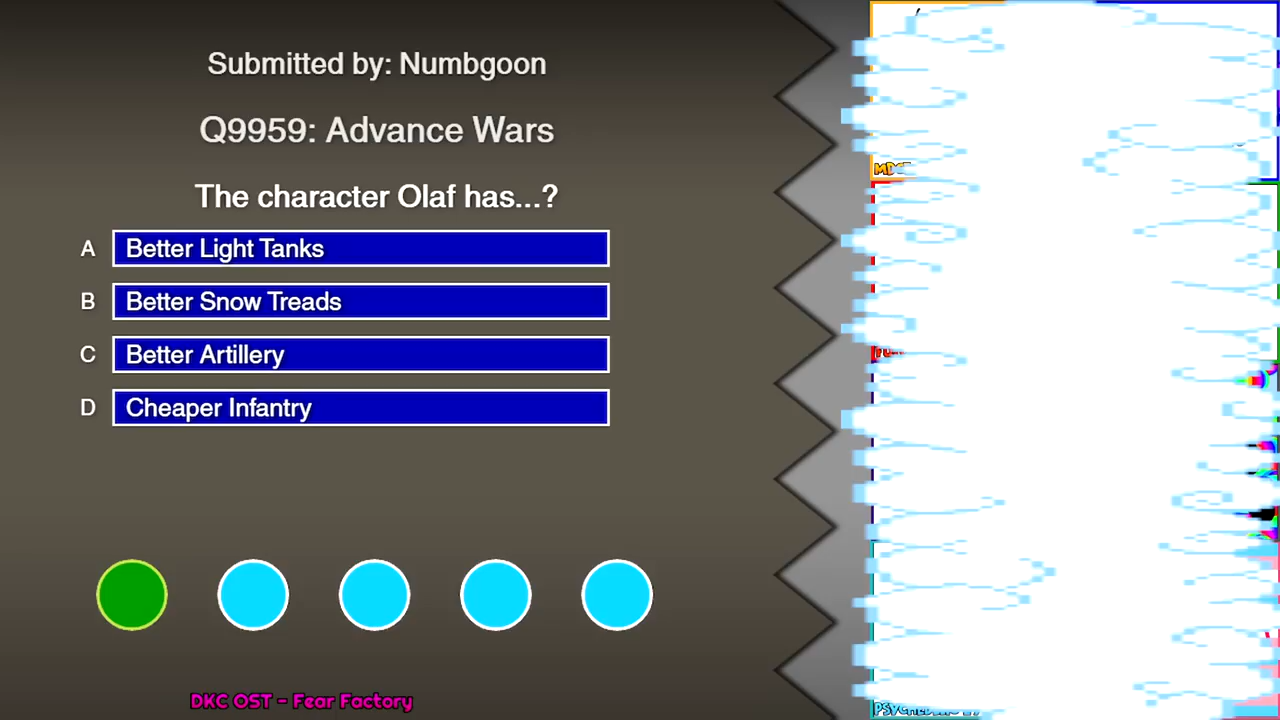 Submitted by: Numbgoon
Q9959: Advance Wars
The character Olaf has...?
A Better Light Tanks
B Better Snow Treads
C Better Artillery
D Cheaper Infantry
DKC OST - Fear Factory